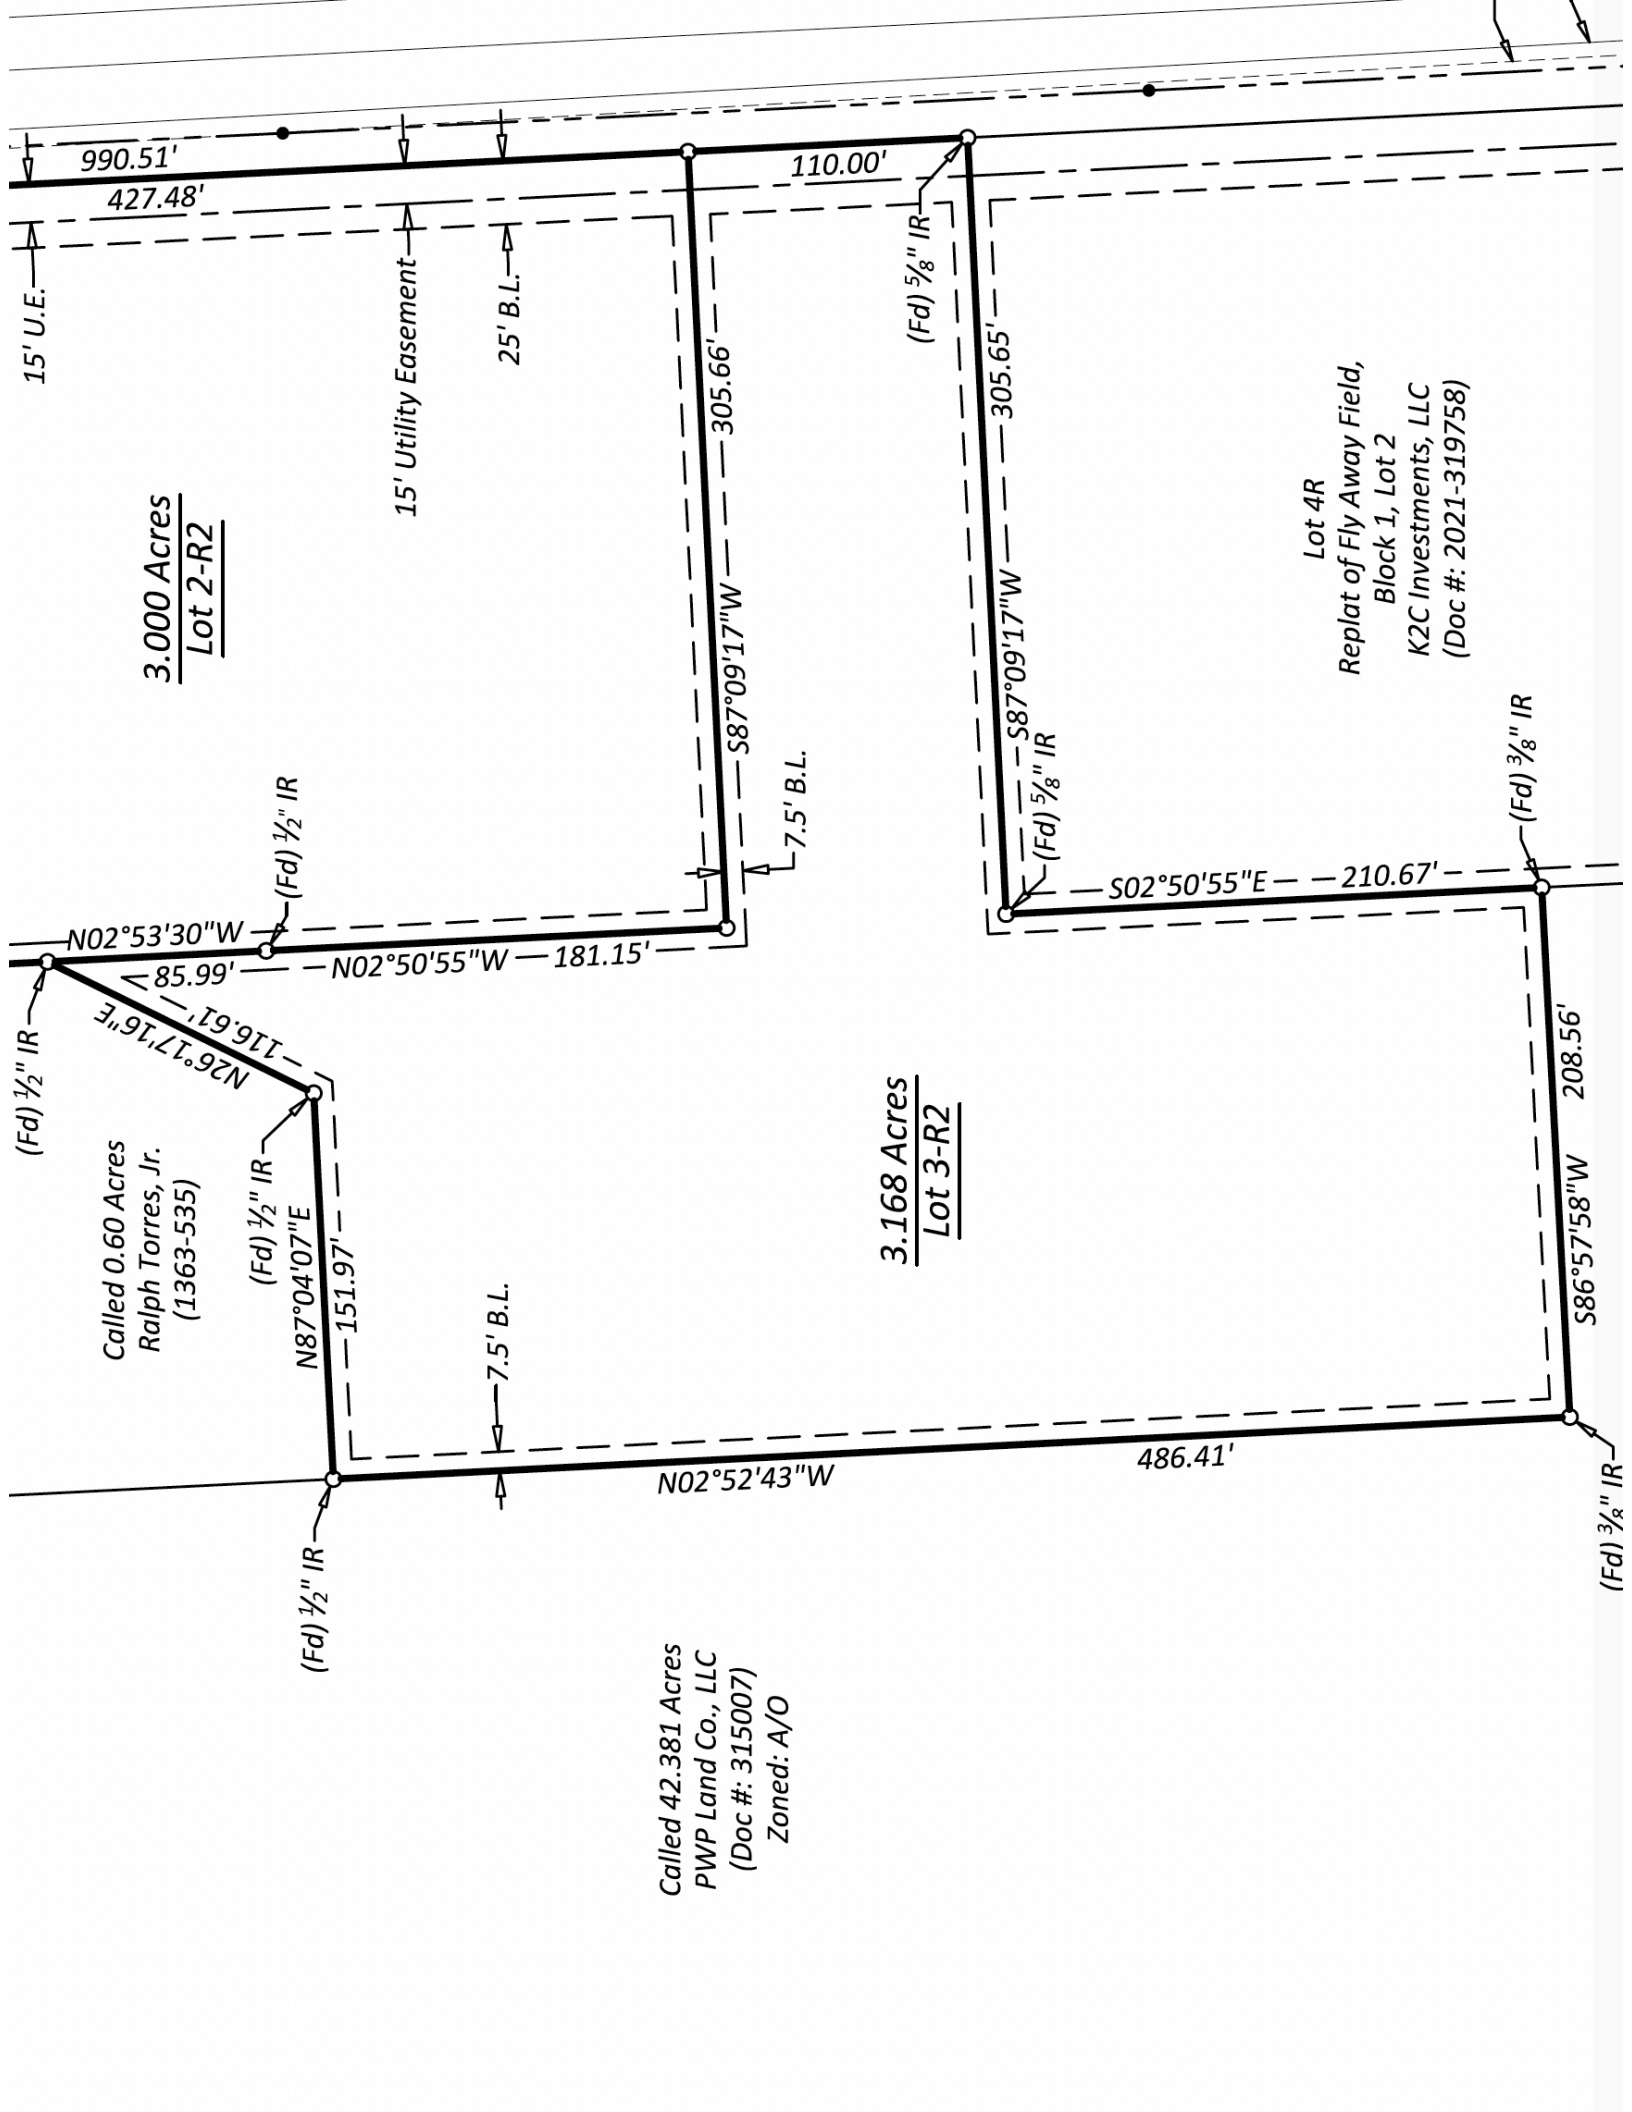 990.51'
427.48'
110.00'
15' U.E.
15' Utility Easement
25' B.L.
(Fd) 5/8" IR
305.66'
S87°09'17"W
305.65'
S87°09'17"W
3.000 Acres
Lot 2-R2
Lot 4R
Replat of Fly Away Field,
Block 1, Lot 2
K2C Investments, LLC
(Doc #: 2021-319758)
7.5' B.L.
(Fd) 5/8" IR
(Fd) 3/8" IR
(Fd) 1/2" IR
N02°53'30"W
85.99'
N02°50'55"W
181.15'
S02°50'55"E
210.67'
(Fd) 1/2" IR
116.61'
N26°17'16"E
208.56'
S86°57'58"W
Called 0.60 Acres
Ralph Torres, Jr.
(1363-535)
(Fd) 1/2" IR
N87°04'07"E
151.97'
3.168 Acres
Lot 3-R2
7.5' B.L.
N02°52'43"W
486.41'
(Fd) 1/2" IR
(Fd) 3/8" IR
Called 42.381 Acres
PWP Land Co., LLC
(Doc #: 315007)
Zoned: A/O